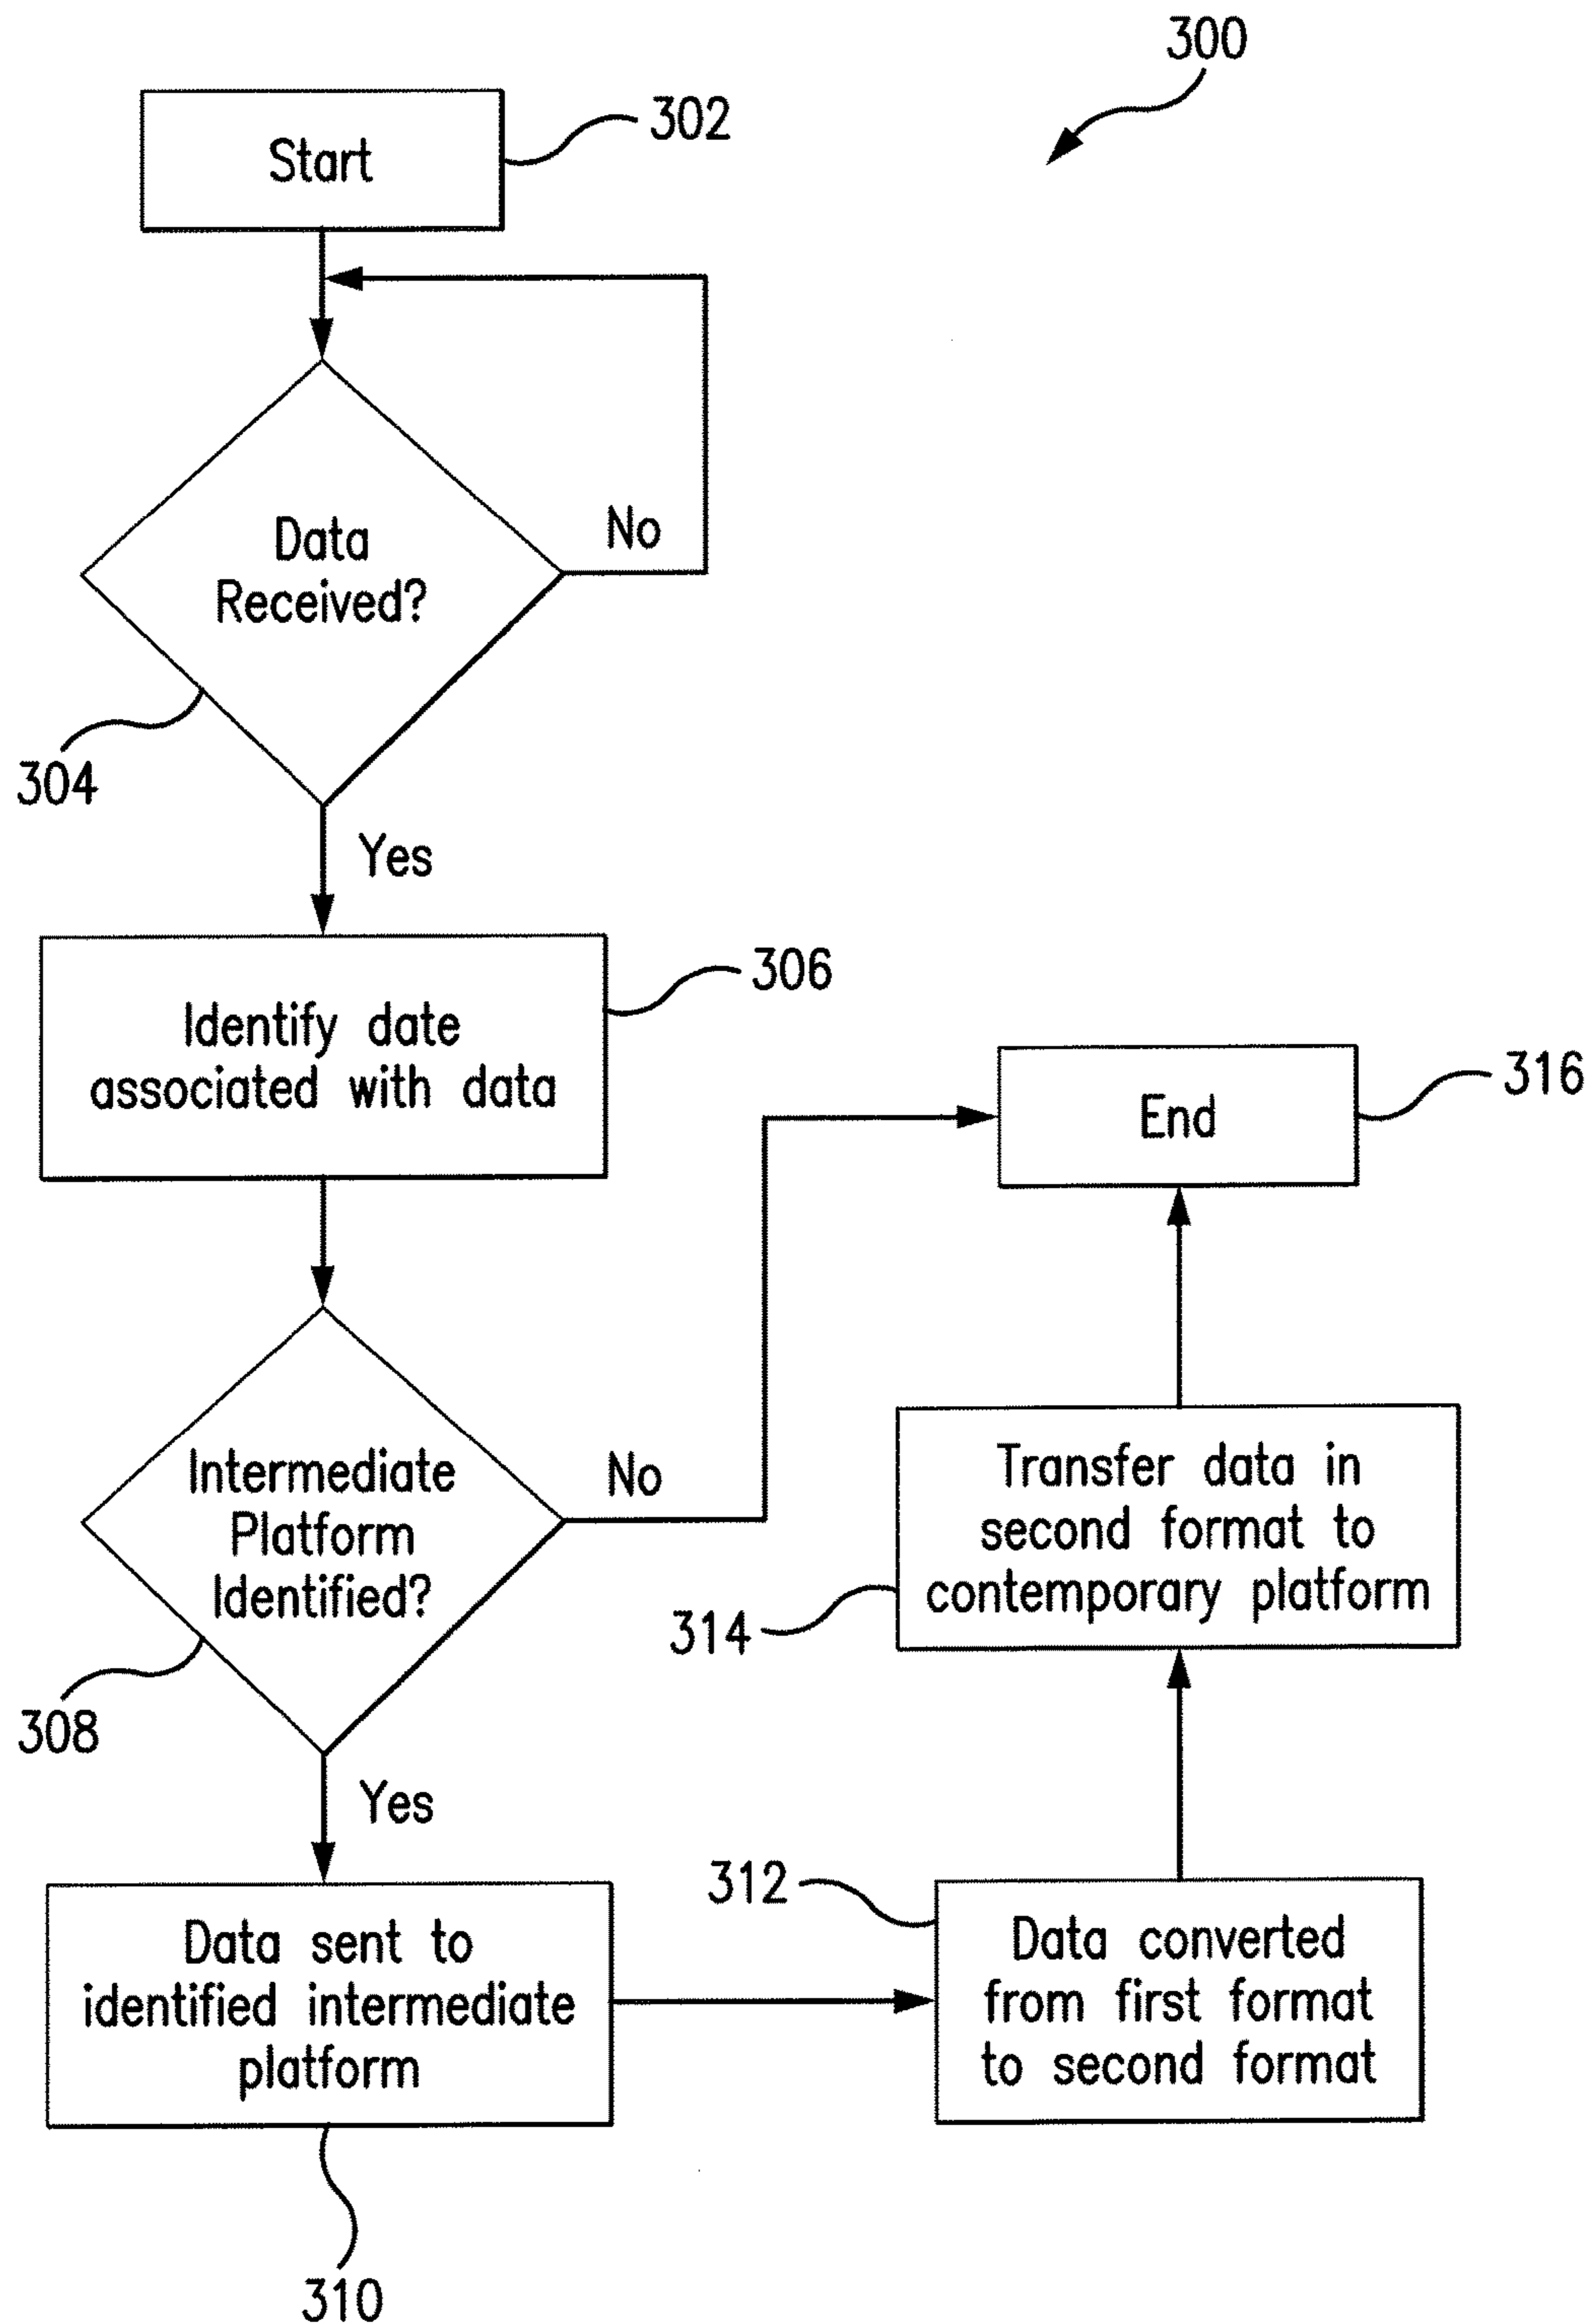 300
Start
302
Data
Received?
No
304
Yes
Identify date
associated with data
306
End
316
Intermediate
Platform
Identified?
No
308
Yes
Transfer data in
second format to
contemporary platform
314
Data sent to
identified intermediate
platform
310
312
Data converted
from first format
to second format